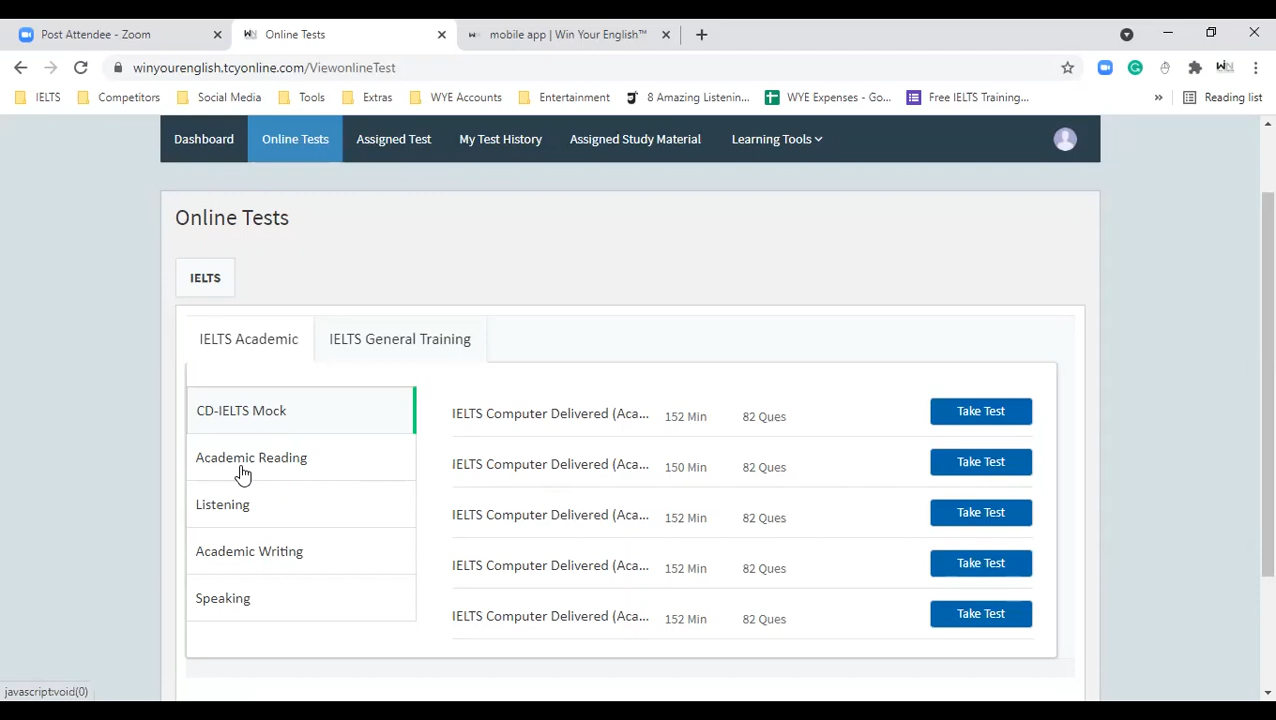 Post Attendee - Zoom
Online Tests
mobile app | Win Your English™
winyourenglish.tcyonline.com/ViewonlineTest
IELTS
Competitors
Social Media
Tools
Extras
WYE Accounts
Entertainment
8 Amazing Listenin...
WYE Expenses - Go...
Free IELTS Training...
»
Reading list
Dashboard
Online Tests
Assigned Test
My Test History
Assigned Study Material
Learning Tools
Online Tests
IELTS
IELTS Academic
IELTS General Training
CD-IELTS Mock
Academic Reading
Listening
Academic Writing
Speaking
IELTS Computer Delivered (Aca... 152 Min 82 Ques Take Test
IELTS Computer Delivered (Aca... 150 Min 82 Ques Take Test
IELTS Computer Delivered (Aca... 152 Min 82 Ques Take Test
IELTS Computer Delivered (Aca... 152 Min 82 Ques Take Test
IELTS Computer Delivered (Aca... 152 Min 82 Ques Take Test
javascript:void(0)